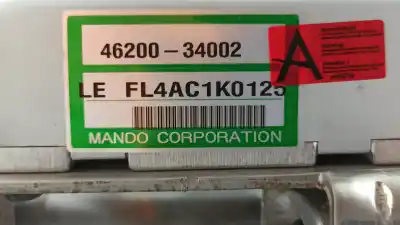 46200-34002
LE FL4AC1K0125
MANDO CORPORATION
A